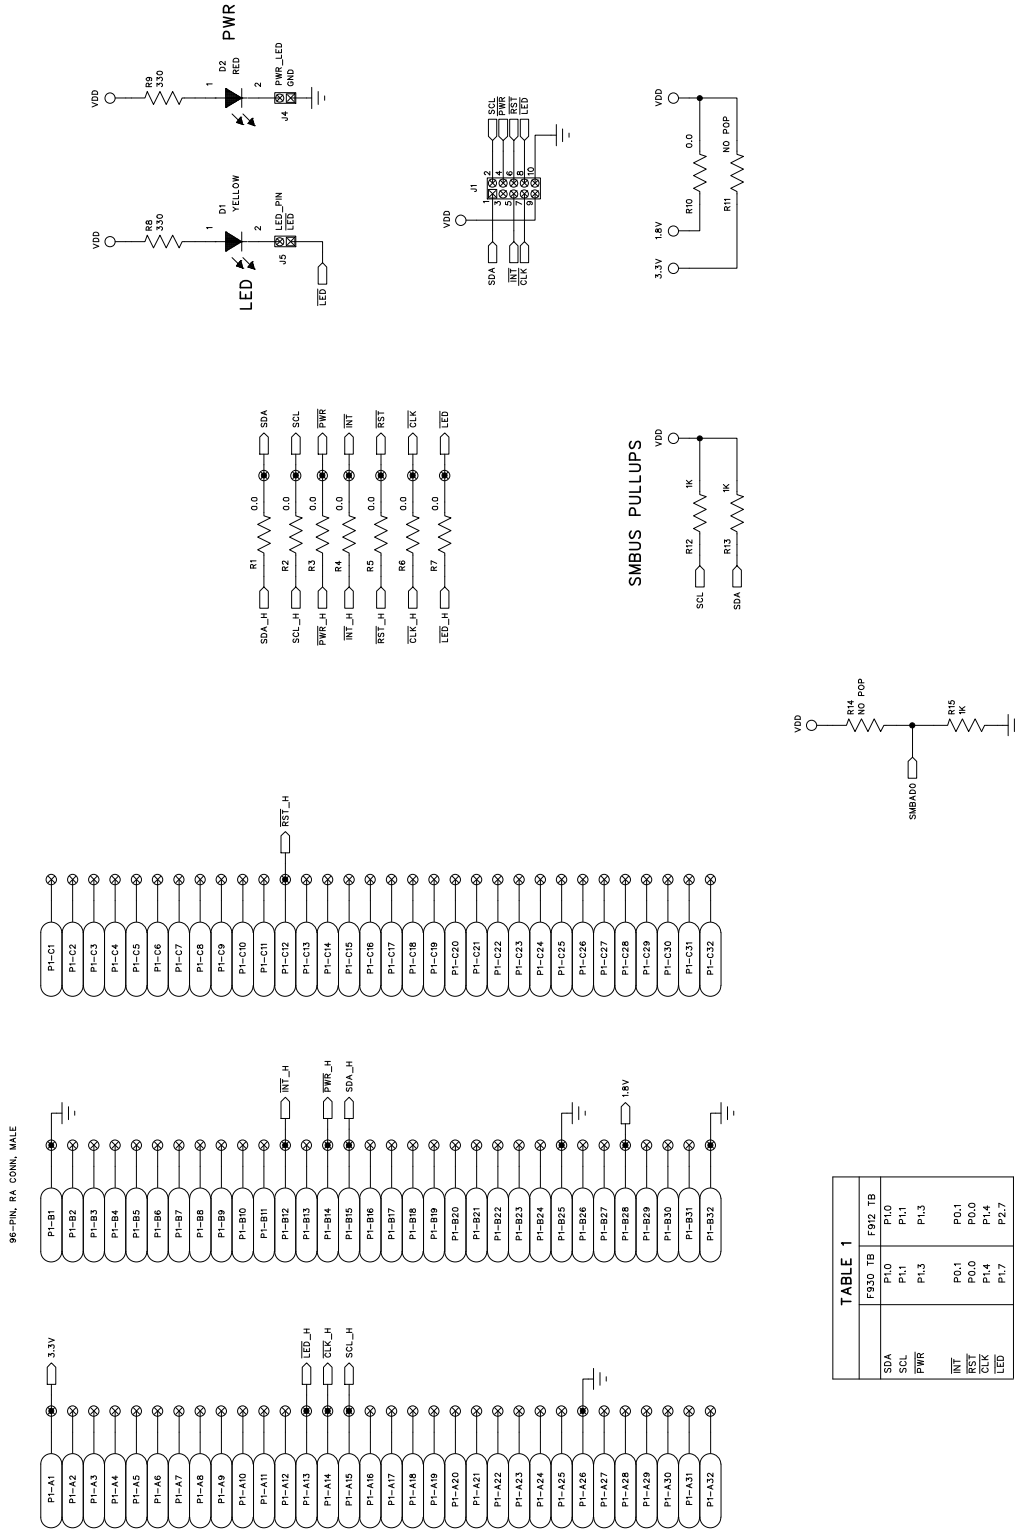 96-PIN, RA CONN, MALE
P1-A1
P1-A2
P1-A3
P1-A4
P1-A5
P1-A6
P1-A7
P1-A8
P1-A9
P1-A10
P1-A11
P1-A12
P1-A13
P1-A14
P1-A15
P1-A16
P1-A17
P1-A18
P1-A19
P1-A20
P1-A21
P1-A22
P1-A23
P1-A24
P1-A25
P1-A26
P1-A27
P1-A28
P1-A29
P1-A30
P1-A31
P1-A32
3.3V
LED_H
CLK_H
SCL_H
P1-B1
P1-B2
P1-B3
P1-B4
P1-B5
P1-B6
P1-B7
P1-B8
P1-B9
P1-B10
P1-B11
P1-B12
P1-B13
P1-B14
P1-B15
P1-B16
P1-B17
P1-B18
P1-B19
P1-B20
P1-B21
P1-B22
P1-B23
P1-B24
P1-B25
P1-B26
P1-B27
P1-B28
P1-B29
P1-B30
P1-B31
P1-B32
INT_H
PWR_H
SDA_H
1.8V
P1-C1
P1-C2
P1-C3
P1-C4
P1-C5
P1-C6
P1-C7
P1-C8
P1-C9
P1-C10
P1-C11
P1-C12
P1-C13
P1-C14
P1-C15
P1-C16
P1-C17
P1-C18
P1-C19
P1-C20
P1-C21
P1-C22
P1-C23
P1-C24
P1-C25
P1-C26
P1-C27
P1-C28
P1-C29
P1-C30
P1-C31
P1-C32
RST_H
SDA_H R1 0.0 SDA
SCL_H R2 0.0 SCL
PWR_H R3 0.0 PWR
INT_H R4 0.0 INT
RST_H R5 0.0 RST
CLK_H R6 0.0 CLK
LED_H R7 0.0 LED
VDD
R8
330
D1
YELLOW
1
2
LED
J5
LED_PIN
LED
LED
VDD
R9
330
D2
RED
1
2
PWR
J4
PWR_LED
GND
VDD
J1
SDA 1 2 SCL
3 4 PWR
INT 5 6 RST
CLK 7 8 LED
9 10
3.3V
1.8V
R10
0.0
R11
NO POP
VDD
SMBUS PULLUPS
VDD
SCL R12 1K
SDA R13 1K
VDD
R14
NO POP
SMBAD0
R15
1K
TABLE 1
F930 TB F912 TB
SDA P1.0 P1.0
SCL P1.1 P1.1
PWR P1.3 P1.3
INT P0.1 P0.1
RST P0.0 P0.0
CLK P1.4 P1.4
LED P1.7 P2.7